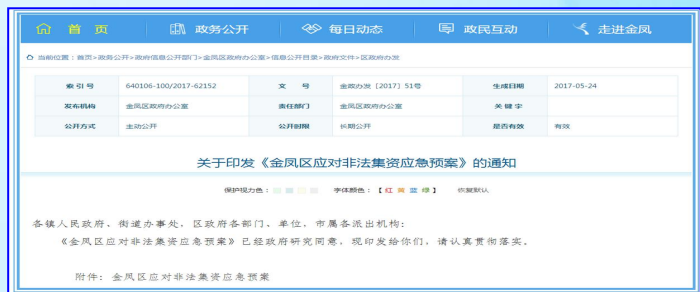 首 页 政务公开 每日动态 政民互动 走进金凤
当前位置：首页>政务公开>政府信息公开部门>金凤区政府办公室>信息公开目录>政府文件>区政府办发
索 引 号 640106-100/2017-62152 文 号 金政办发〔2017〕51号 生成日期 2017-05-24
发布机构 金凤区政府办公室 责任部门 金凤区政府办公室 关 键 字
公开方式 主动公开 公开时限 长期公开 是否有效 有效
关于印发《金凤区应对非法集资应急预案》的通知
保护视力色： 字体颜色：【 红 黄 蓝 绿 】 恢复默认
各镇人民政府、街道办事处，区政府各部门、单位，市属各派出机构：
《金凤区应对非法集资应急预案》已经政府研究同意，现印发给你们，请认真贯彻落实。
附件：金凤区应对非法集资应急预案